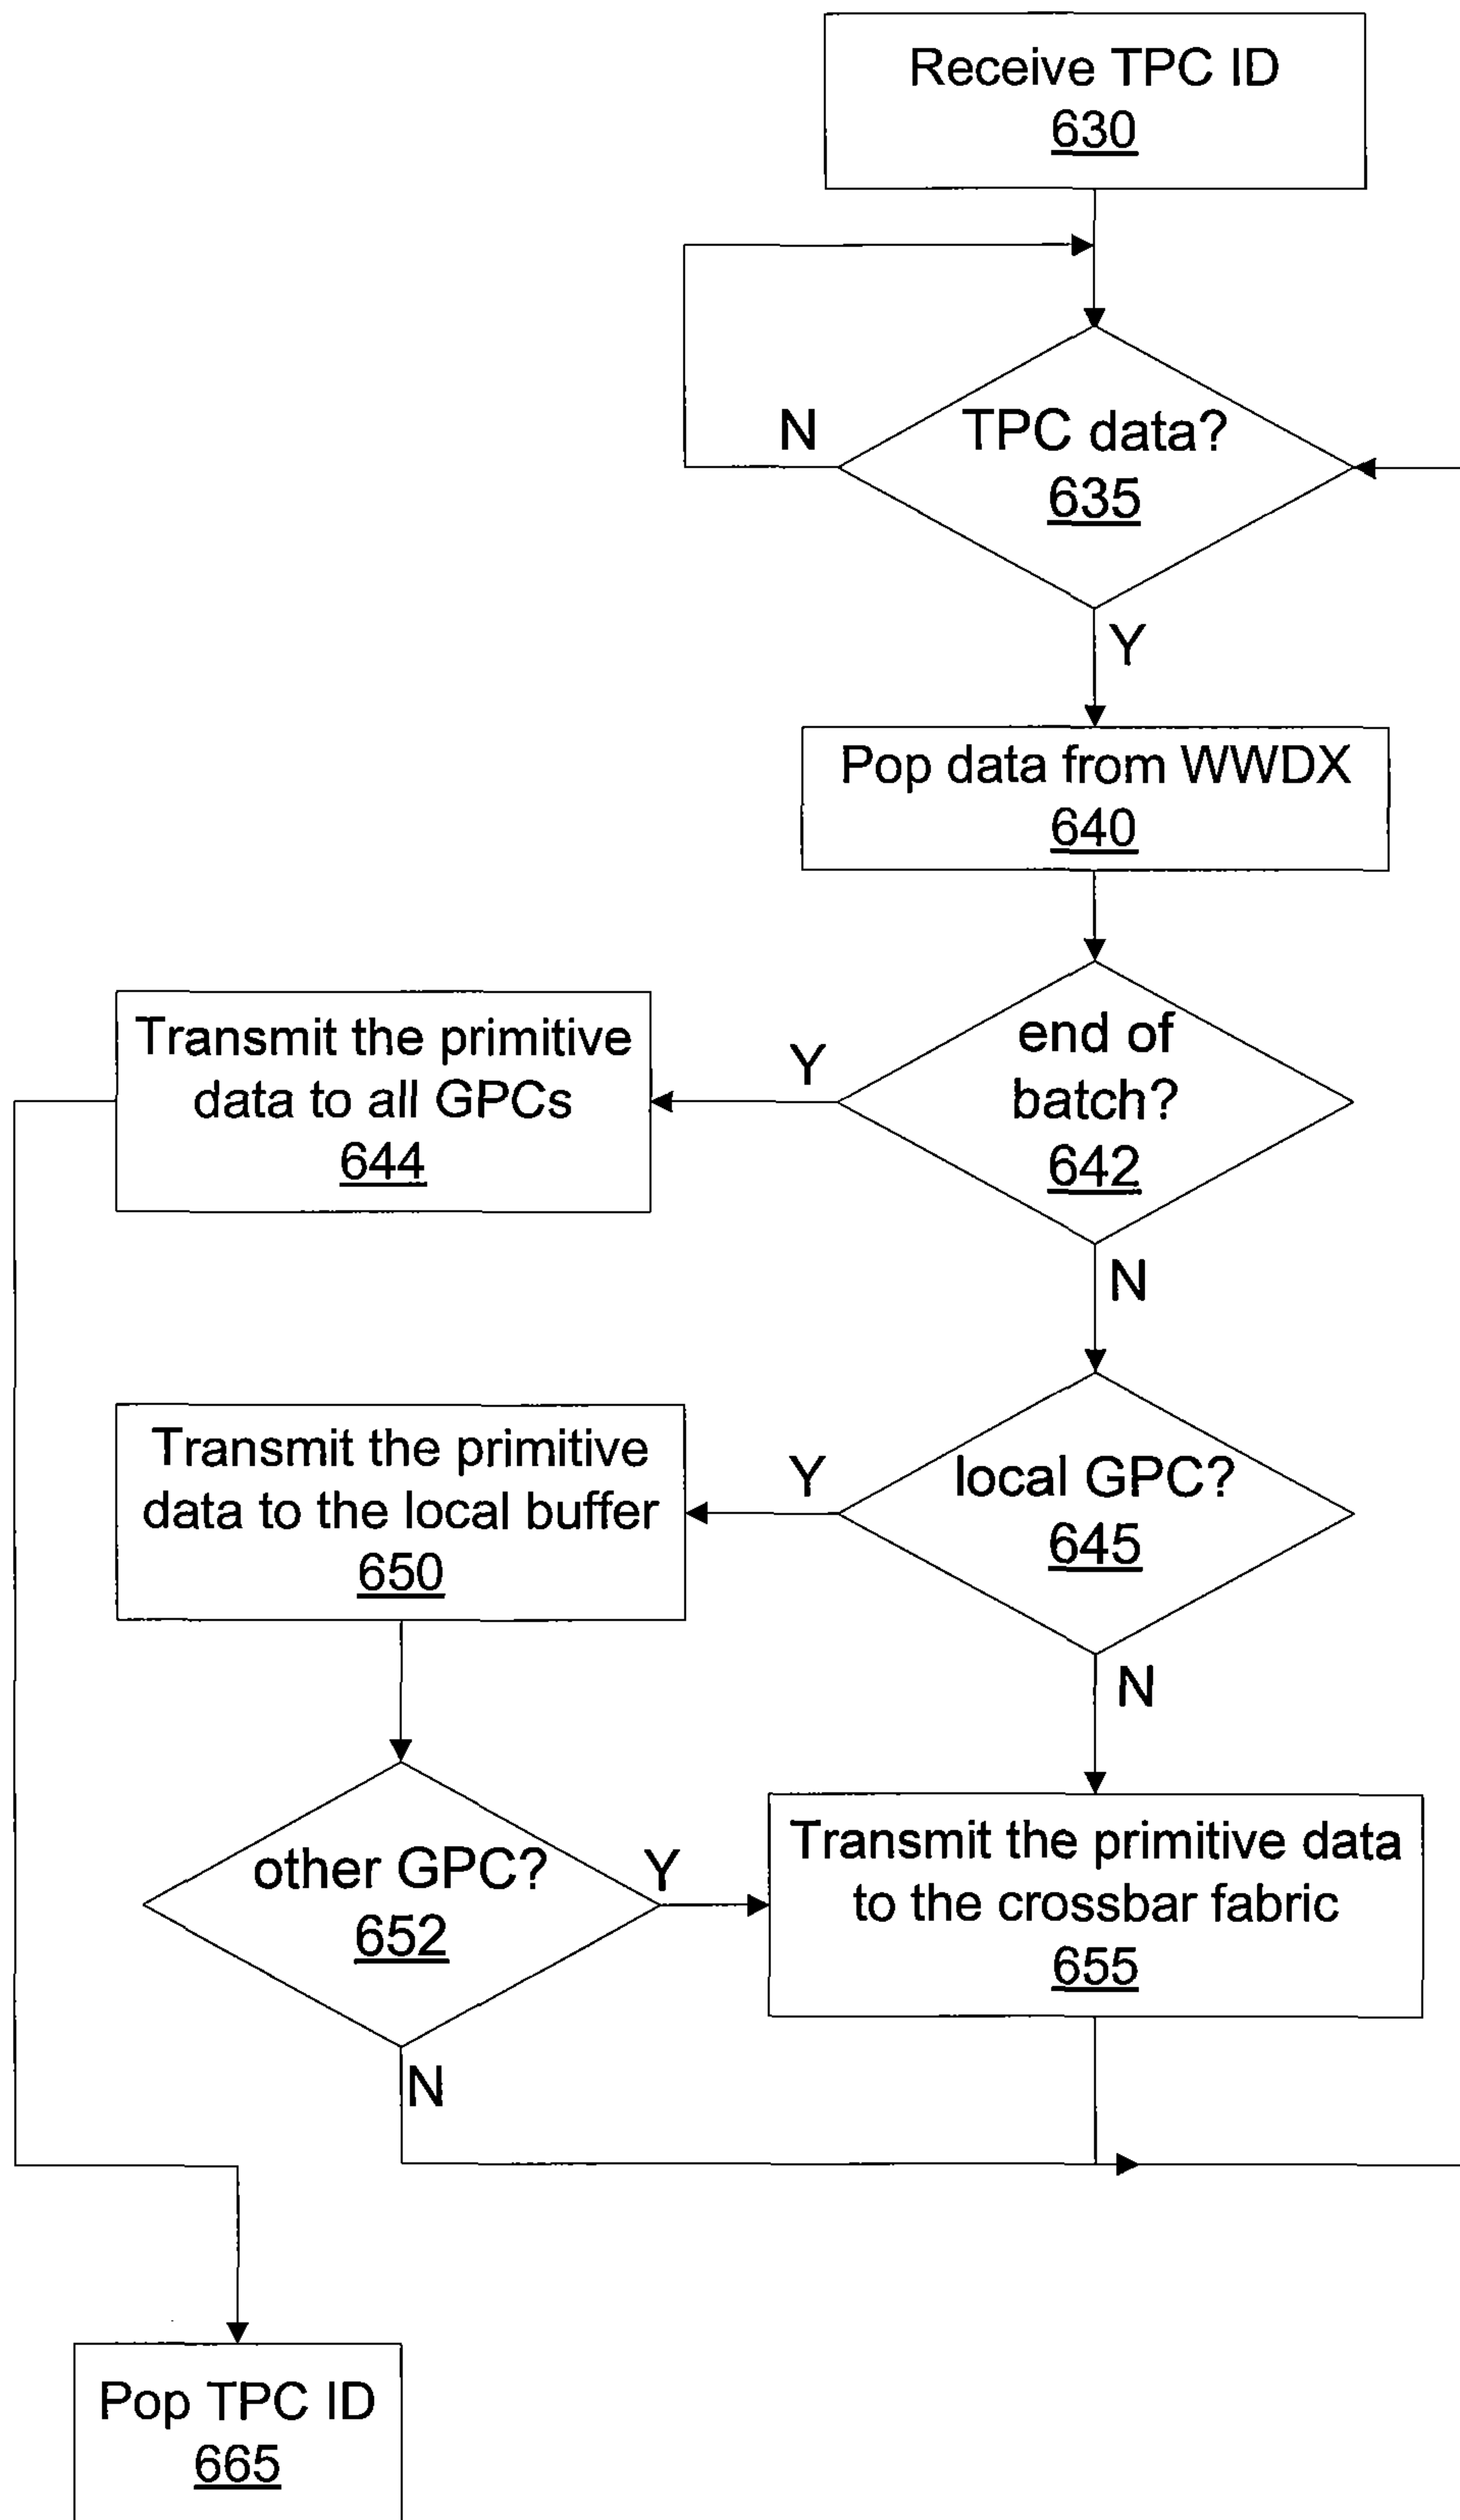 Receive TPC ID
630
N
TPC data?
635
Y
Pop data from WWDX
640
Transmit the primitive
data to all GPCs
644
Y
end of
batch?
642
N
Transmit the primitive
data to the local buffer
650
Y
local GPC?
645
N
other GPC?
652
Y
Transmit the primitive data
to the crossbar fabric
655
N
Pop TPC ID
665